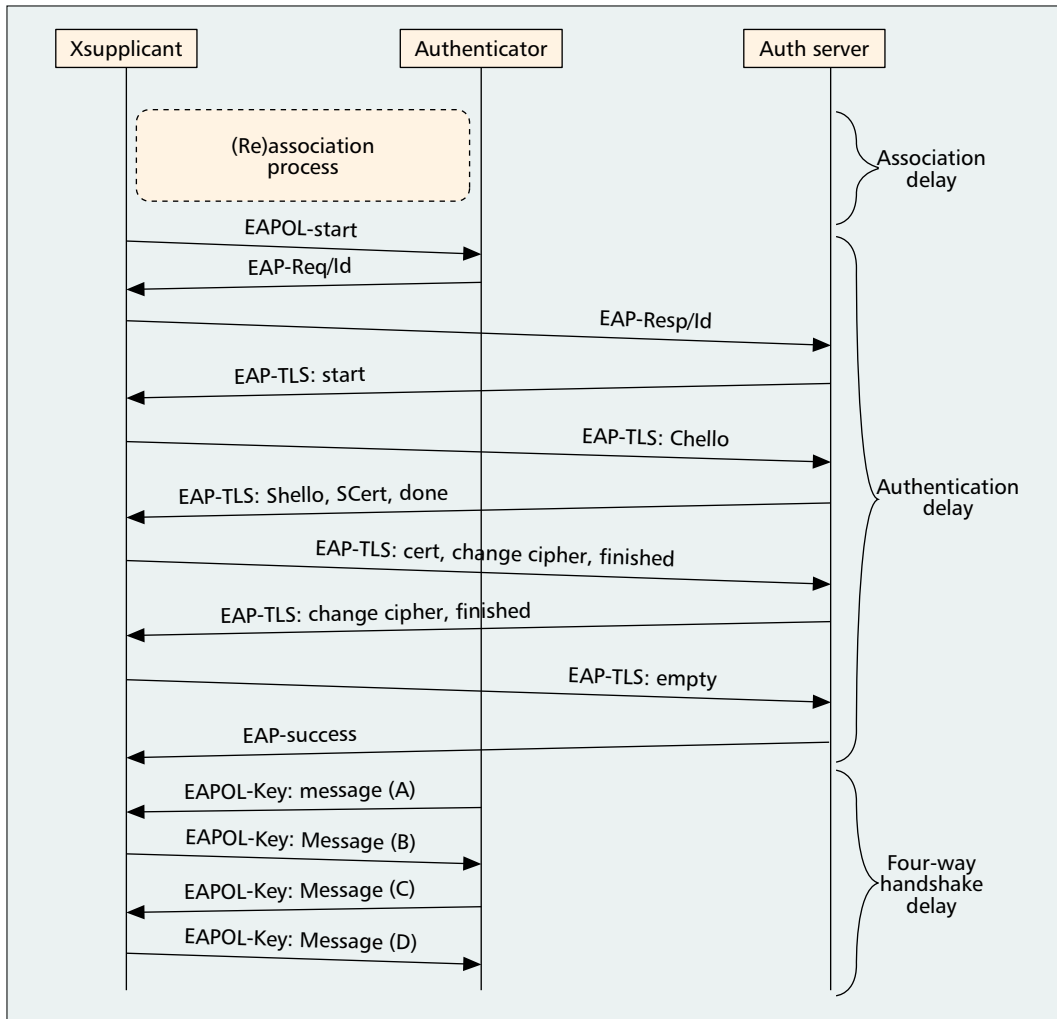 Xsupplicant
Authenticator
Auth server
(Re)association
process
Association
delay
EAPOL-start
EAP-Req/Id
EAP-Resp/Id
EAP-TLS: start
EAP-TLS: Chello
EAP-TLS: Shello, SCert, done
Authentication
delay
EAP-TLS: cert, change cipher, finished
EAP-TLS: change cipher, finished
EAP-TLS: empty
EAP-success
EAPOL-Key: message (A)
EAPOL-Key: Message (B)
EAPOL-Key: Message (C)
EAPOL-Key: Message (D)
Four-way
handshake
delay